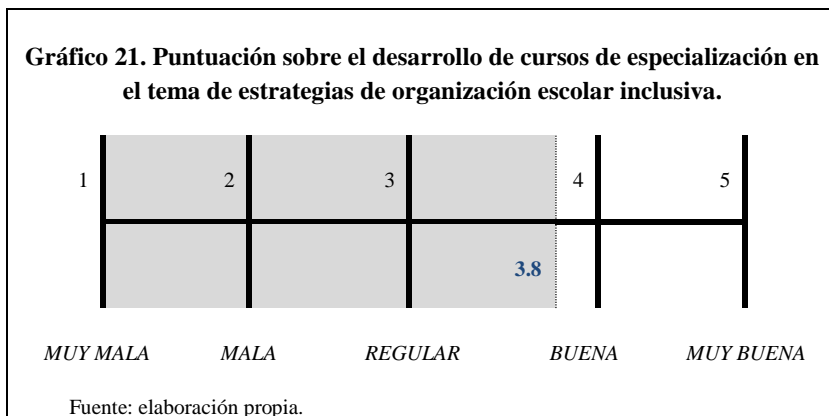 Gráfico 21. Puntuación sobre el desarrollo de cursos de especialización en
el tema de estrategias de organización escolar inclusiva.
1 2 3 4 5
3.8
MUY MALA MALA REGULAR BUENA MUY BUENA
Fuente: elaboración propia.